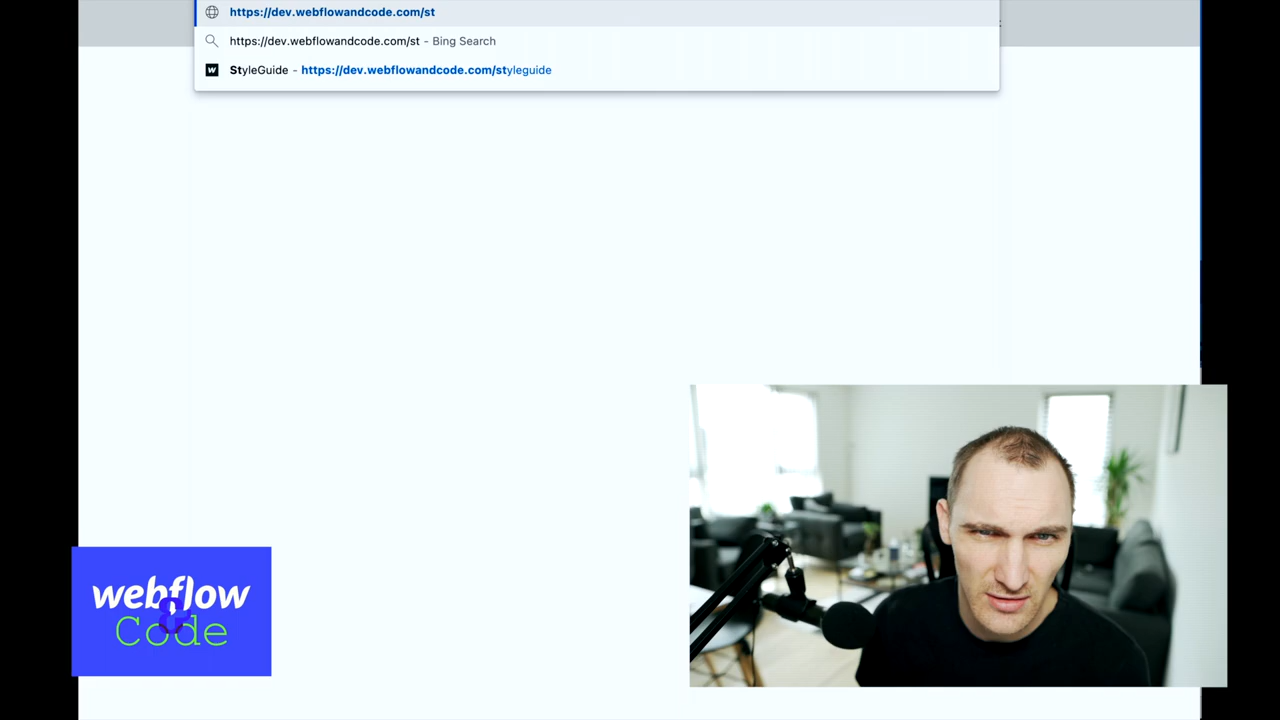 https://dev.webflowandcode.com/st
https://dev.webflowandcode.com/st - Bing Search
StyleGuide - https://dev.webflowandcode.com/styleguide
webflow
&
Code